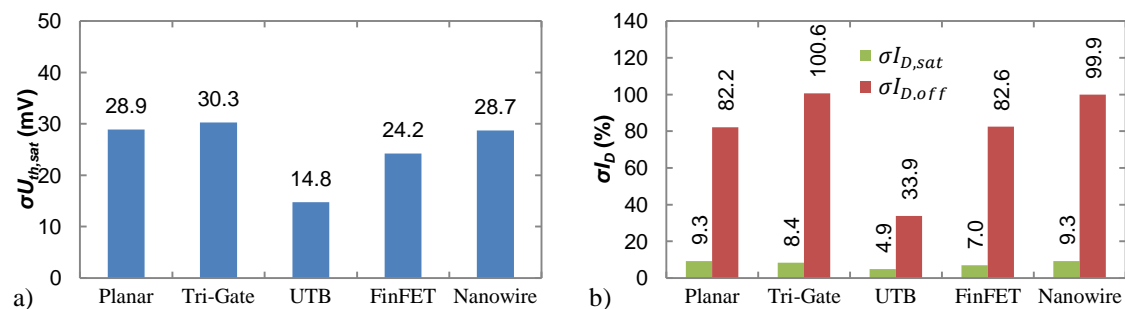 a)
σU_th,sat (mV)
50
40
30
20
10
0
28.9
30.3
14.8
24.2
28.7
Planar
Tri-Gate
UTB
FinFET
Nanowire
b)
σI_D (%)
140
120
100
80
60
40
20
0
σI_D,sat
σI_D,off
9.3
82.2
8.4
100.6
4.9
33.9
7.0
82.6
9.3
99.9
Planar
Tri-Gate
UTB
FinFET
Nanowire